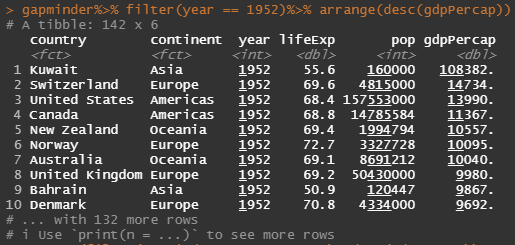 > gapminder%>% filter(year == 1952)%>% arrange(desc(gdpPercap))
# A tibble: 142 x 6
   country        continent  year lifeExp       pop gdpPercap
   <fct>          <fct>     <int>   <dbl>     <int>     <dbl>
 1 Kuwait         Asia       1952    55.6    160000   108382.
 2 Switzerland    Europe     1952    69.6   4815000    14734.
 3 United States  Americas   1952    68.4 157553000    13990.
 4 Canada         Americas   1952    68.8  14785584    11367.
 5 New Zealand    Oceania    1952    69.4   1994794    10557.
 6 Norway         Europe     1952    72.7   3327728    10095.
 7 Australia      Oceania    1952    69.1   8691212    10040.
 8 United Kingdom Europe     1952    69.2  50430000     9980.
 9 Bahrain        Asia       1952    50.9    120447     9867.
10 Denmark        Europe     1952    70.8   4334000     9692.
# ... with 132 more rows
# i Use `print(n = ...)` to see more rows